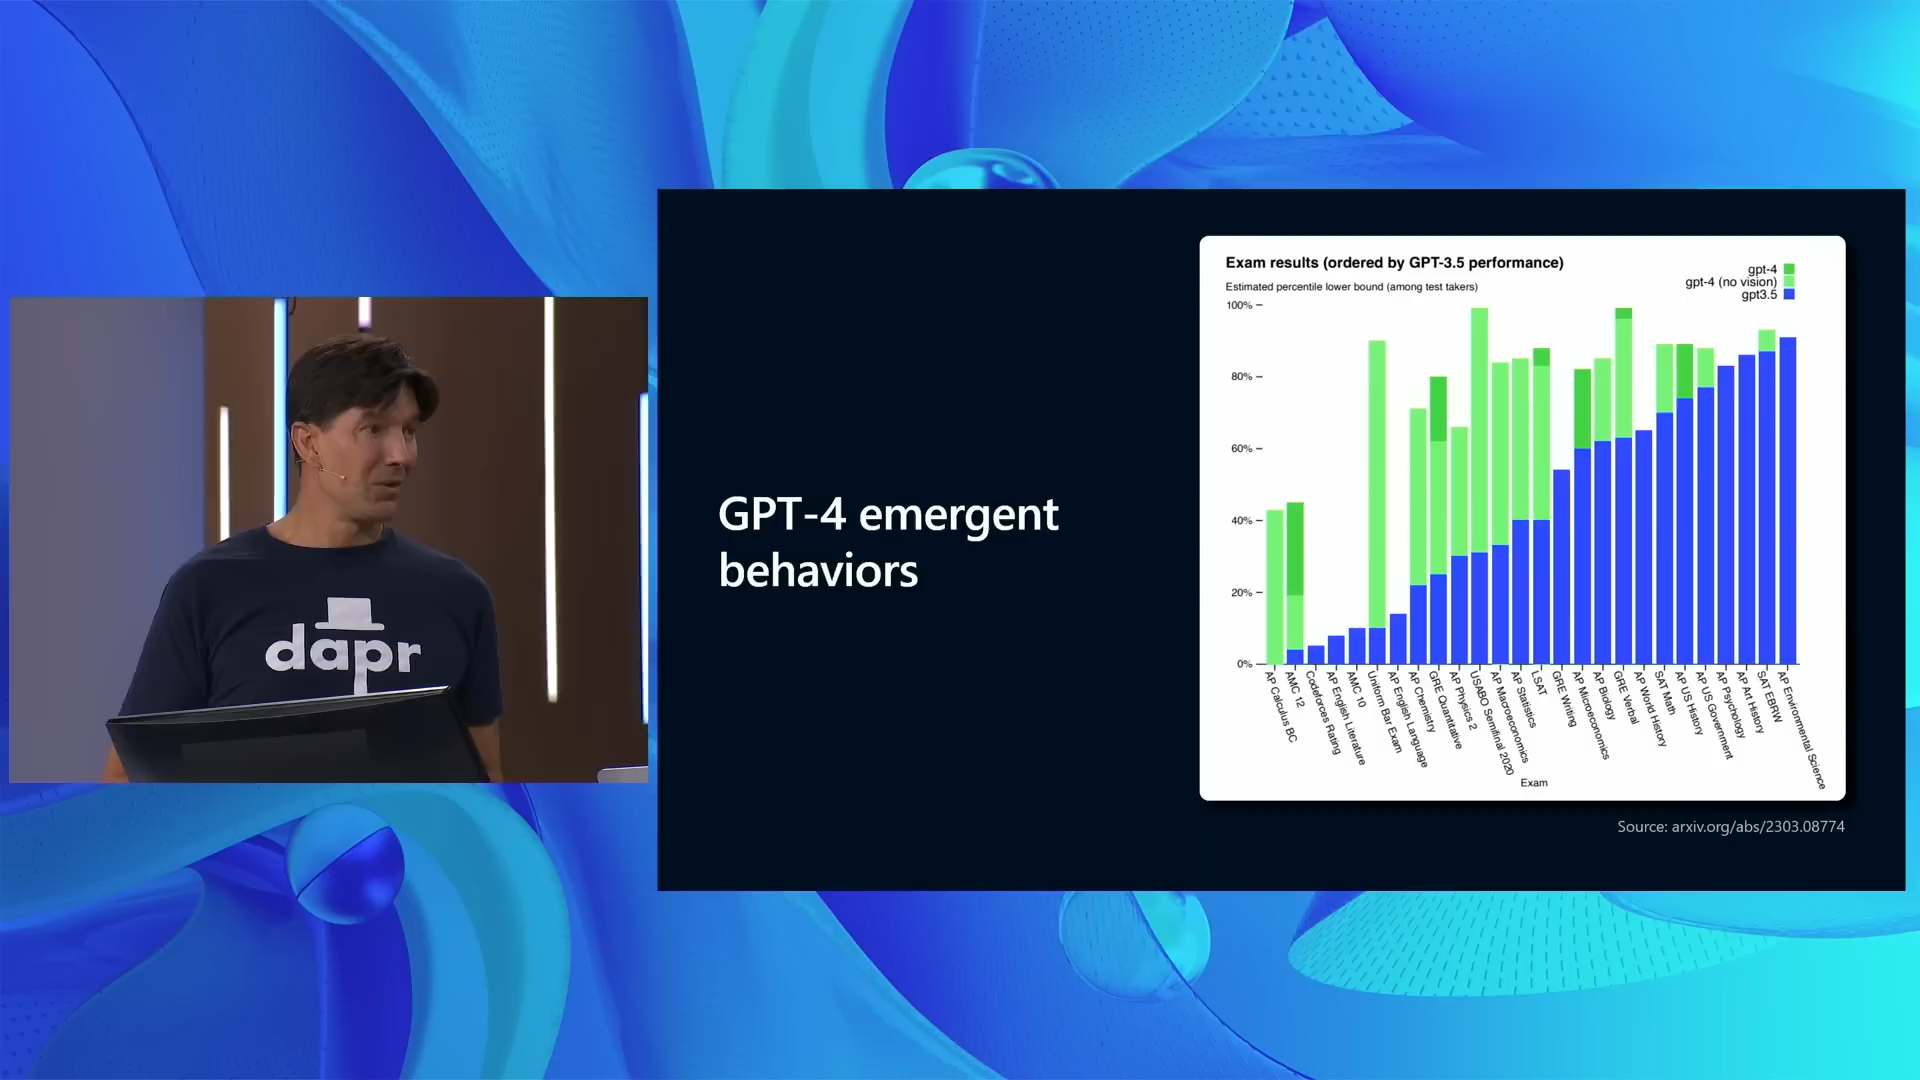 dapr
GPT-4 emergent
behaviors
Exam results (ordered by GPT-3.5 performance)
Estimated percentile lower bound (among test takers)
gpt-4
gpt-4 (no vision)
gpt3.5
100%
80%
60%
40%
20%
0%
AP Calculus BC
AMC 12
Codeforces Rating
AP English Literature
AMC 10
Uniform Bar Exam
AP English Language
AP Chemistry
GRE Quantitative
AP Physics 2
USABO Semifinal 2020
AP Macroeconomics
AP Statistics
LSAT
GRE Writing
AP Microeconomics
AP Biology
GRE Verbal
AP World History
SAT Math
AP US History
AP US Government
AP Psychology
AP Art History
SAT EBRW
AP Environmental Science
Exam
Source: arxiv.org/abs/2303.08774